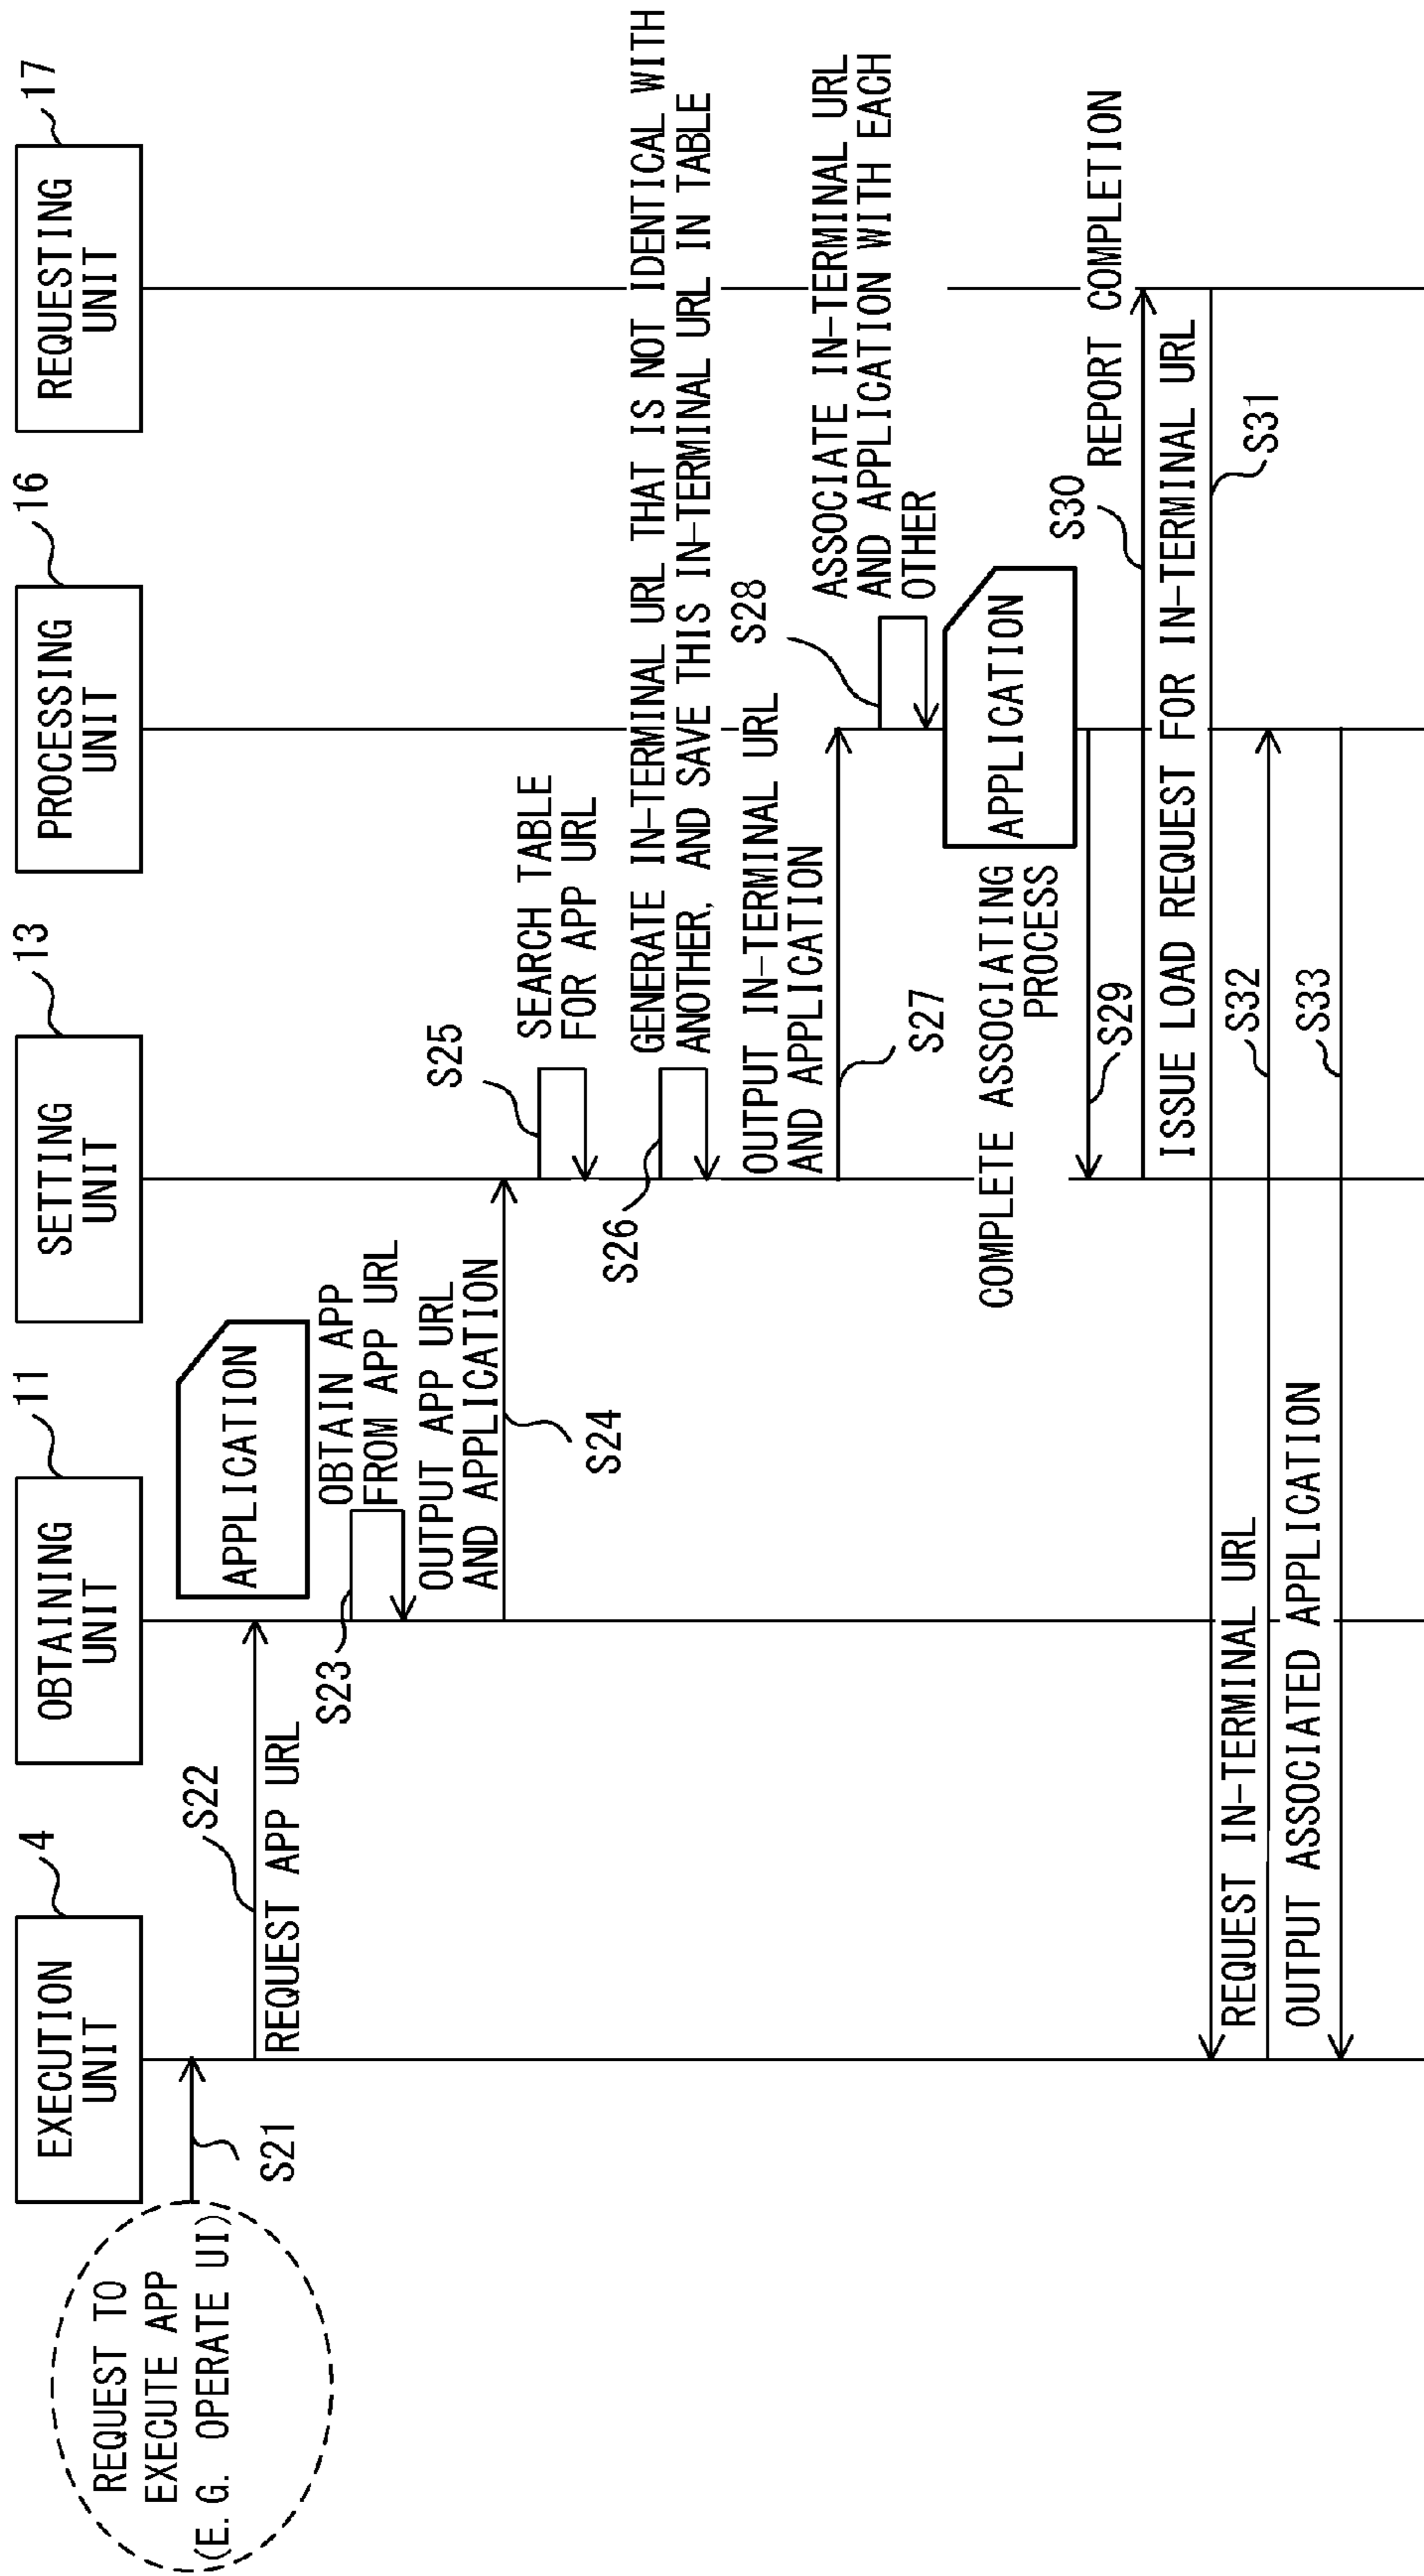 REQUEST TO
EXECUTE APP
(E.G. OPERATE UI)
S21
EXECUTION
UNIT
4
OBTAINING
UNIT
11
SETTING
UNIT
13
PROCESSING
UNIT
16
REQUESTING
UNIT
17
S22
REQUEST APP URL
APPLICATION
S23
OBTAIN APP
FROM APP URL
OUTPUT APP URL
AND APPLICATION
S24
S25
SEARCH TABLE
FOR APP URL
S26
GENERATE IN-TERMINAL URL THAT IS NOT IDENTICAL WITH
ANOTHER, AND SAVE THIS IN-TERMINAL URL IN TABLE
OUTPUT IN-TERMINAL URL
AND APPLICATION
S27
S28
ASSOCIATE IN-TERMINAL URL
AND APPLICATION WITH EACH
OTHER
APPLICATION
COMPLETE ASSOCIATING
PROCESS
S29
S30
REPORT COMPLETION
ISSUE LOAD REQUEST FOR IN-TERMINAL URL
S31
REQUEST IN-TERMINAL URL
S32
OUTPUT ASSOCIATED APPLICATION
S33